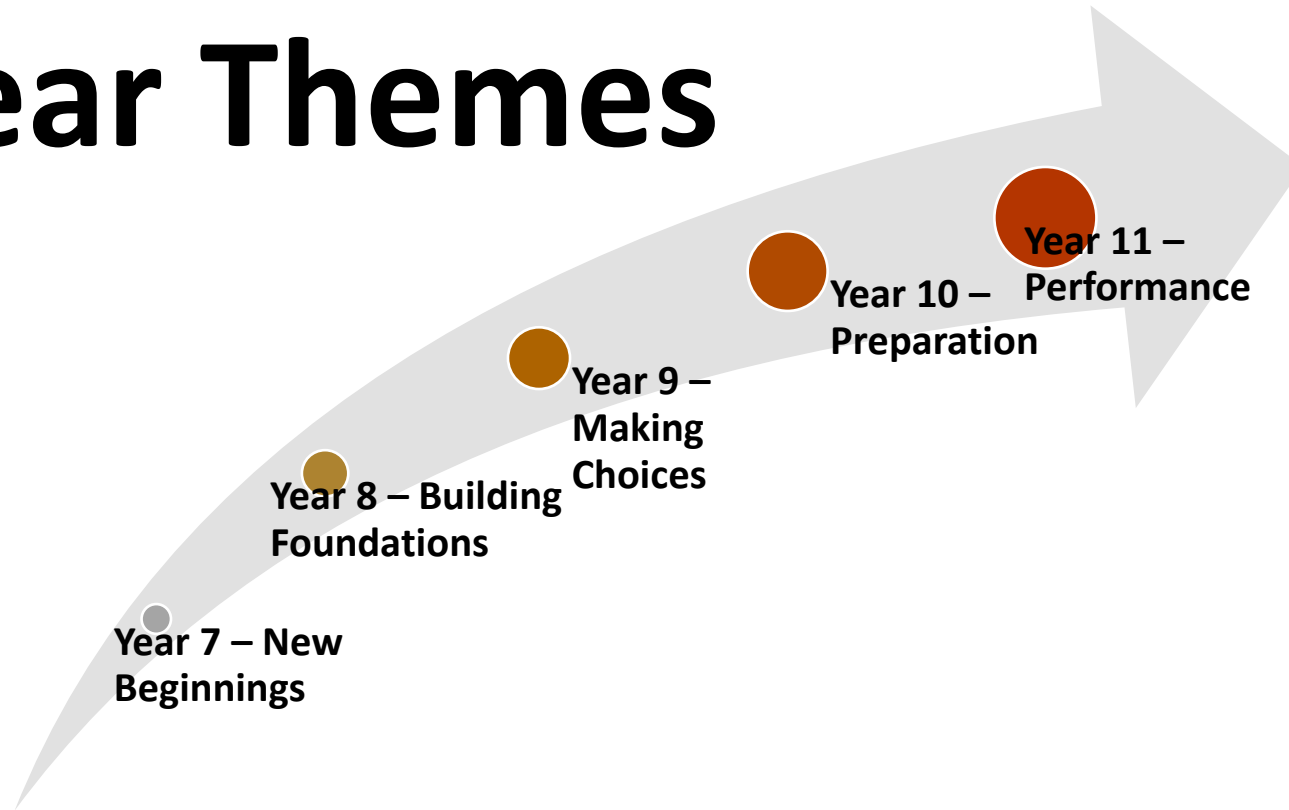 ear Themes
Year 7 – New
Beginnings
Year 8 – Building
Foundations
Year 9 –
Making
Choices
Year 10 –
Preparation
Year 11 –
Performance